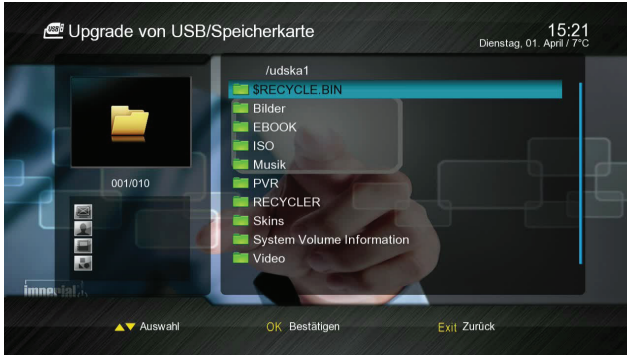 Upgrade von USB/Speicherkarte
15:21
Dienstag, 01. April / 7°C
/udska1
$RECYCLE.BIN
Bilder
EBOOK
ISO
Musik
PVR
RECYCLER
Skins
System Volume Information
Video
001/010
imperial
Auswahl
OK Bestätigen
Exit Zurück